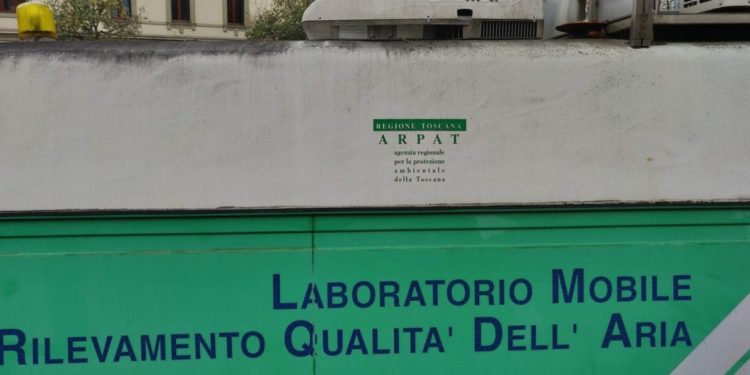 REGIONE TOSCANA
ARPAT
agenzia regionale
per la protezione
ambientale
della Toscana
LABORATORIO MOBILE
RILEVAMENTO QUALITA' DELL' ARIA